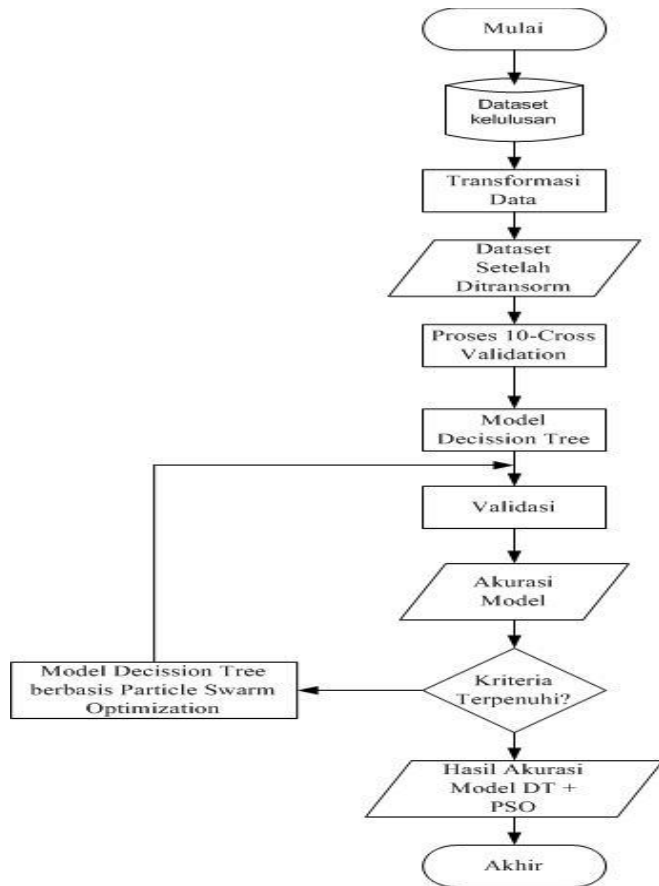 Mulai
Dataset
kelulusan
Transformasi
Data
Dataset
Setelah
Ditransorm
Proses 10-Cross
Validation
Model
Decission Tree
Validasi
Akurasi
Model
Kriteria
Terpenuhi?
Model Decission Tree
berbasis Particle Swarm
Optimization
Hasil Akurasi
Model DT +
PSO
Akhir